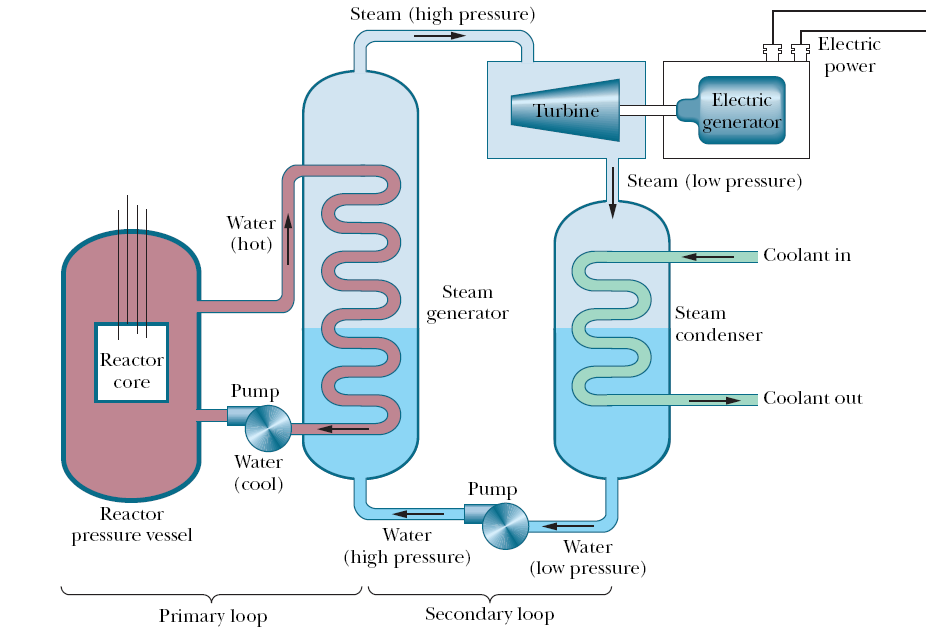 Steam (high pressure)
Electric
power
Turbine
Electric
generator
Steam (low pressure)
Water
(hot)
Coolant in
Steam
generator
Steam
condenser
Reactor
core
Pump
Coolant out
Water
(cool)
Pump
Reactor
pressure vessel
Water
(high pressure)
Water
(low pressure)
Primary loop
Secondary loop